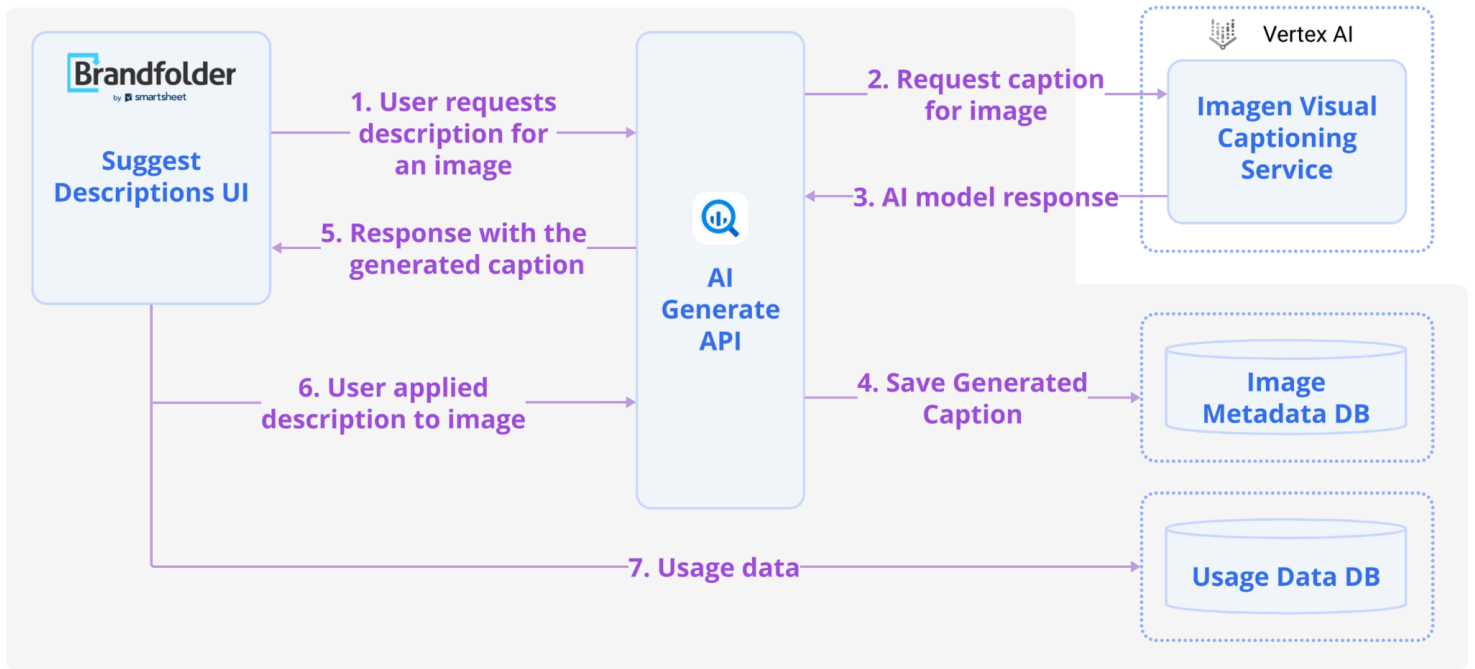 Brandfolder
by smartsheet
Suggest
Descriptions UI
1. User requests
description for
an image
5. Response with the
generated caption
6. User applied
description to image
7. Usage data
AI
Generate
API
2. Request caption
for image
3. AI model response
4. Save Generated
Caption
Vertex AI
Imagen Visual
Captioning
Service
Image
Metadata DB
Usage Data DB